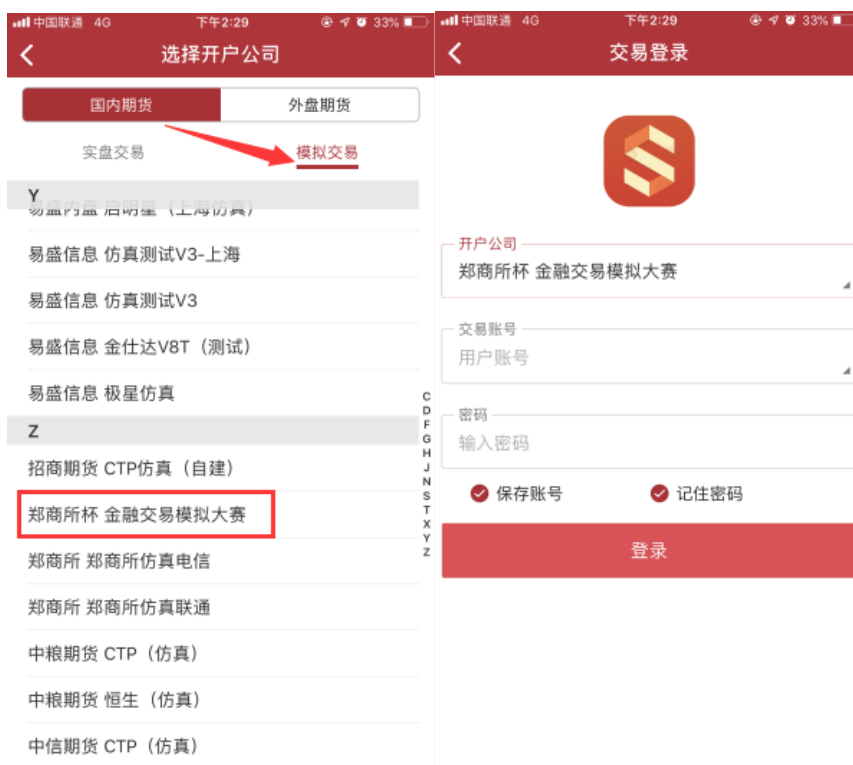 中国联通 4G 下午2:29 33%
选择开户公司
国内期货 外盘期货
实盘交易 模拟交易
Y
易盛内盘 启明星（上海仿真）
易盛信息 仿真测试V3-上海
易盛信息 仿真测试V3
易盛信息 金仕达V8T（测试）
易盛信息 极星仿真
Z
招商期货 CTP仿真（自建）
郑商所杯 金融交易模拟大赛
郑商所 郑商所仿真电信
郑商所 郑商所仿真联通
中粮期货 CTP（仿真）
中粮期货 恒生（仿真）
中信期货 CTP（仿真）
C
D
F
G
H
J
N
S
T
X
Y
Z
中国联通 4G 下午2:29 33%
交易登录
开户公司
郑商所杯 金融交易模拟大赛
交易账号
用户账号
密码
输入密码
保存账号 记住密码
登录